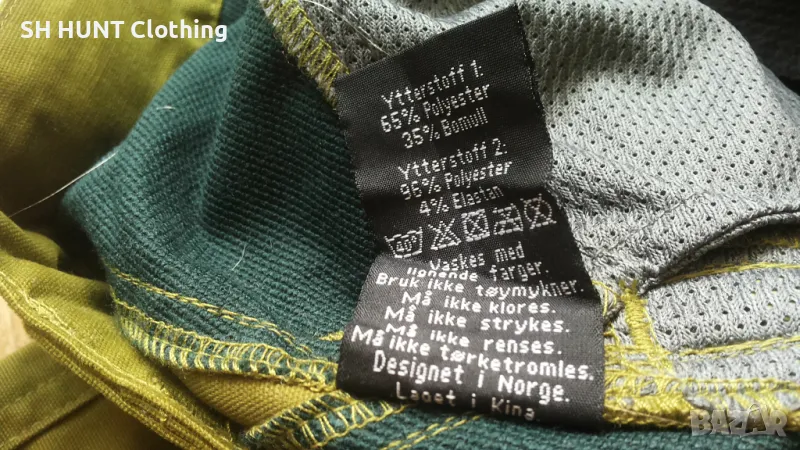 SH HUNT Clothing
Ytterstoff 1:
65% Polyester
35% Bomull
Ytterstoff 2:
96% Polyester
4% Elastan
40°
Vaskes med
lignende farger.
Bruk ikke tøymykner.
Må ikke klores.
Må ikke strykes.
Må ikke renses.
Må ikke tørketromles.
Designet i Norge.
Laget i Kina
BAZAR